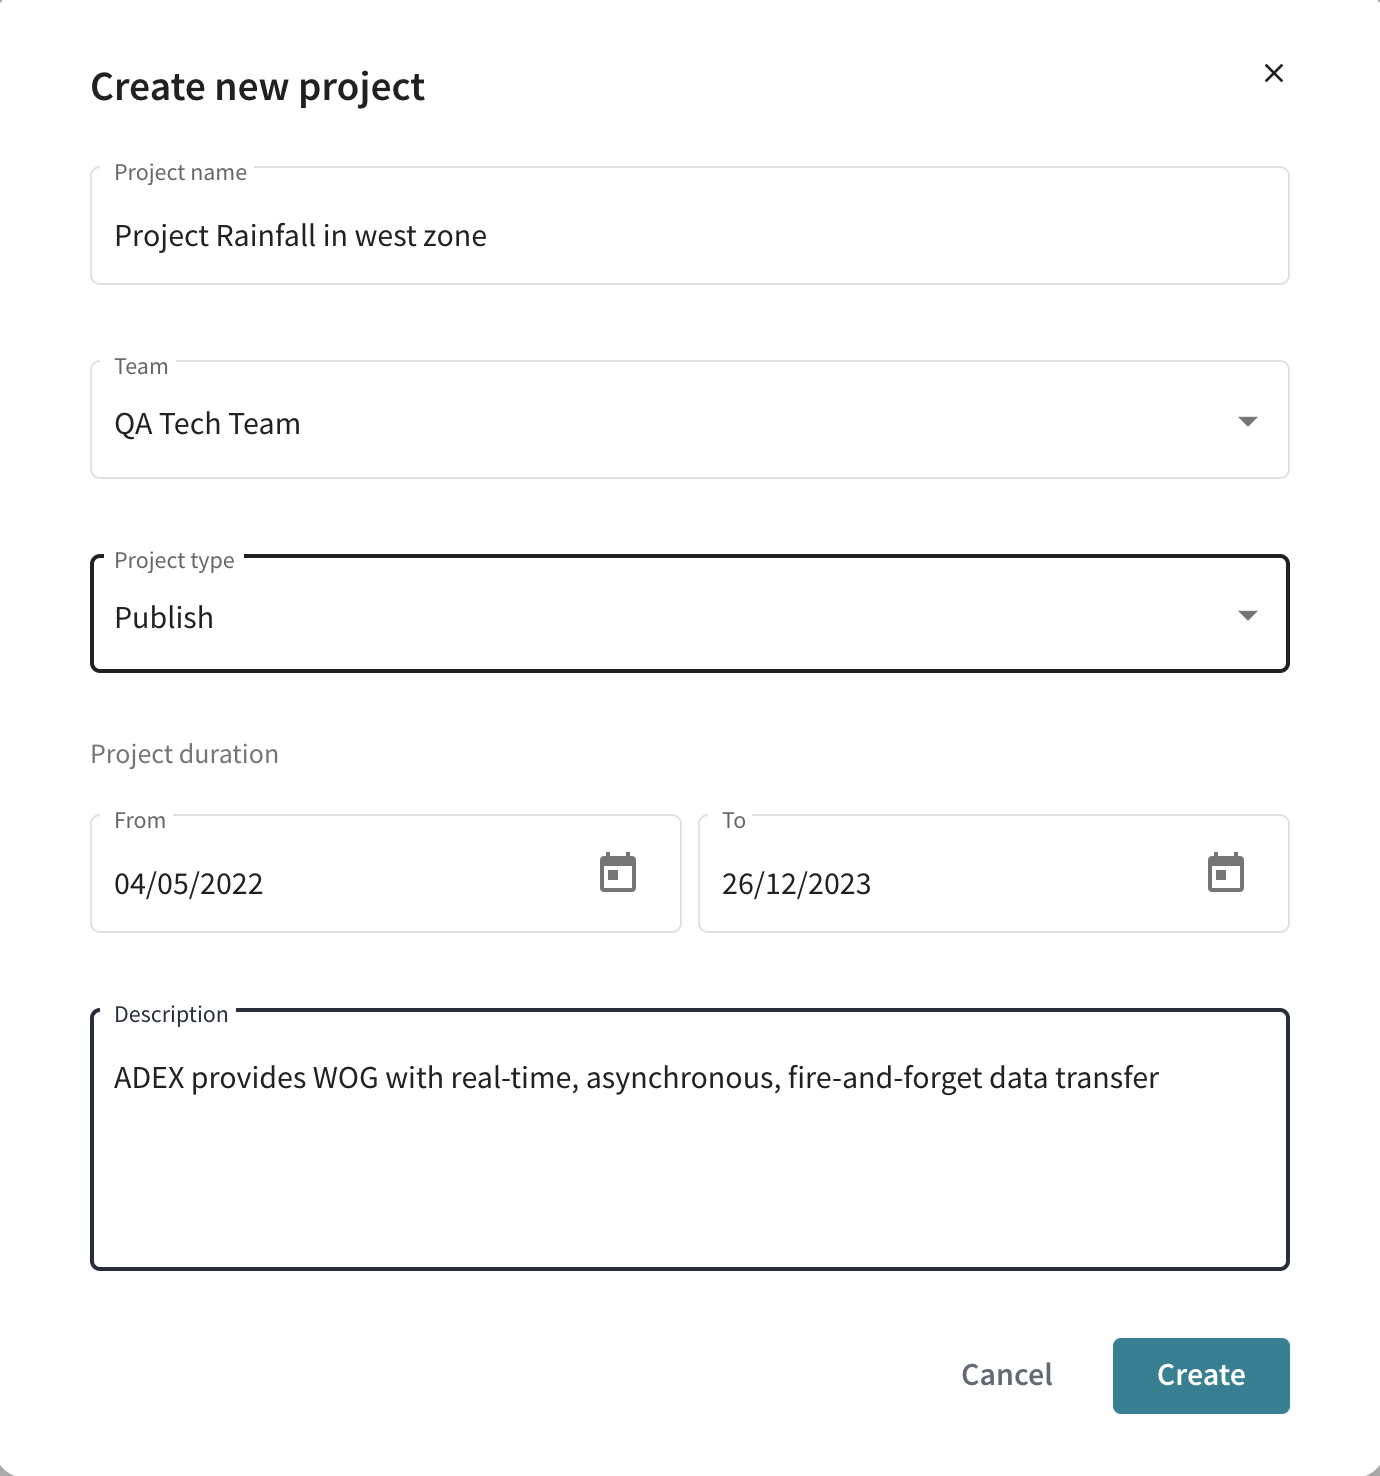 Create new project
Project name
Project Rainfall in west zone
Team
QA Tech Team
Project type
Publish
Project duration
From
04/05/2022
To
26/12/2023
Description
ADEX provides WOG with real-time, asynchronous, fire-and-forget data transfer
Cancel
Create